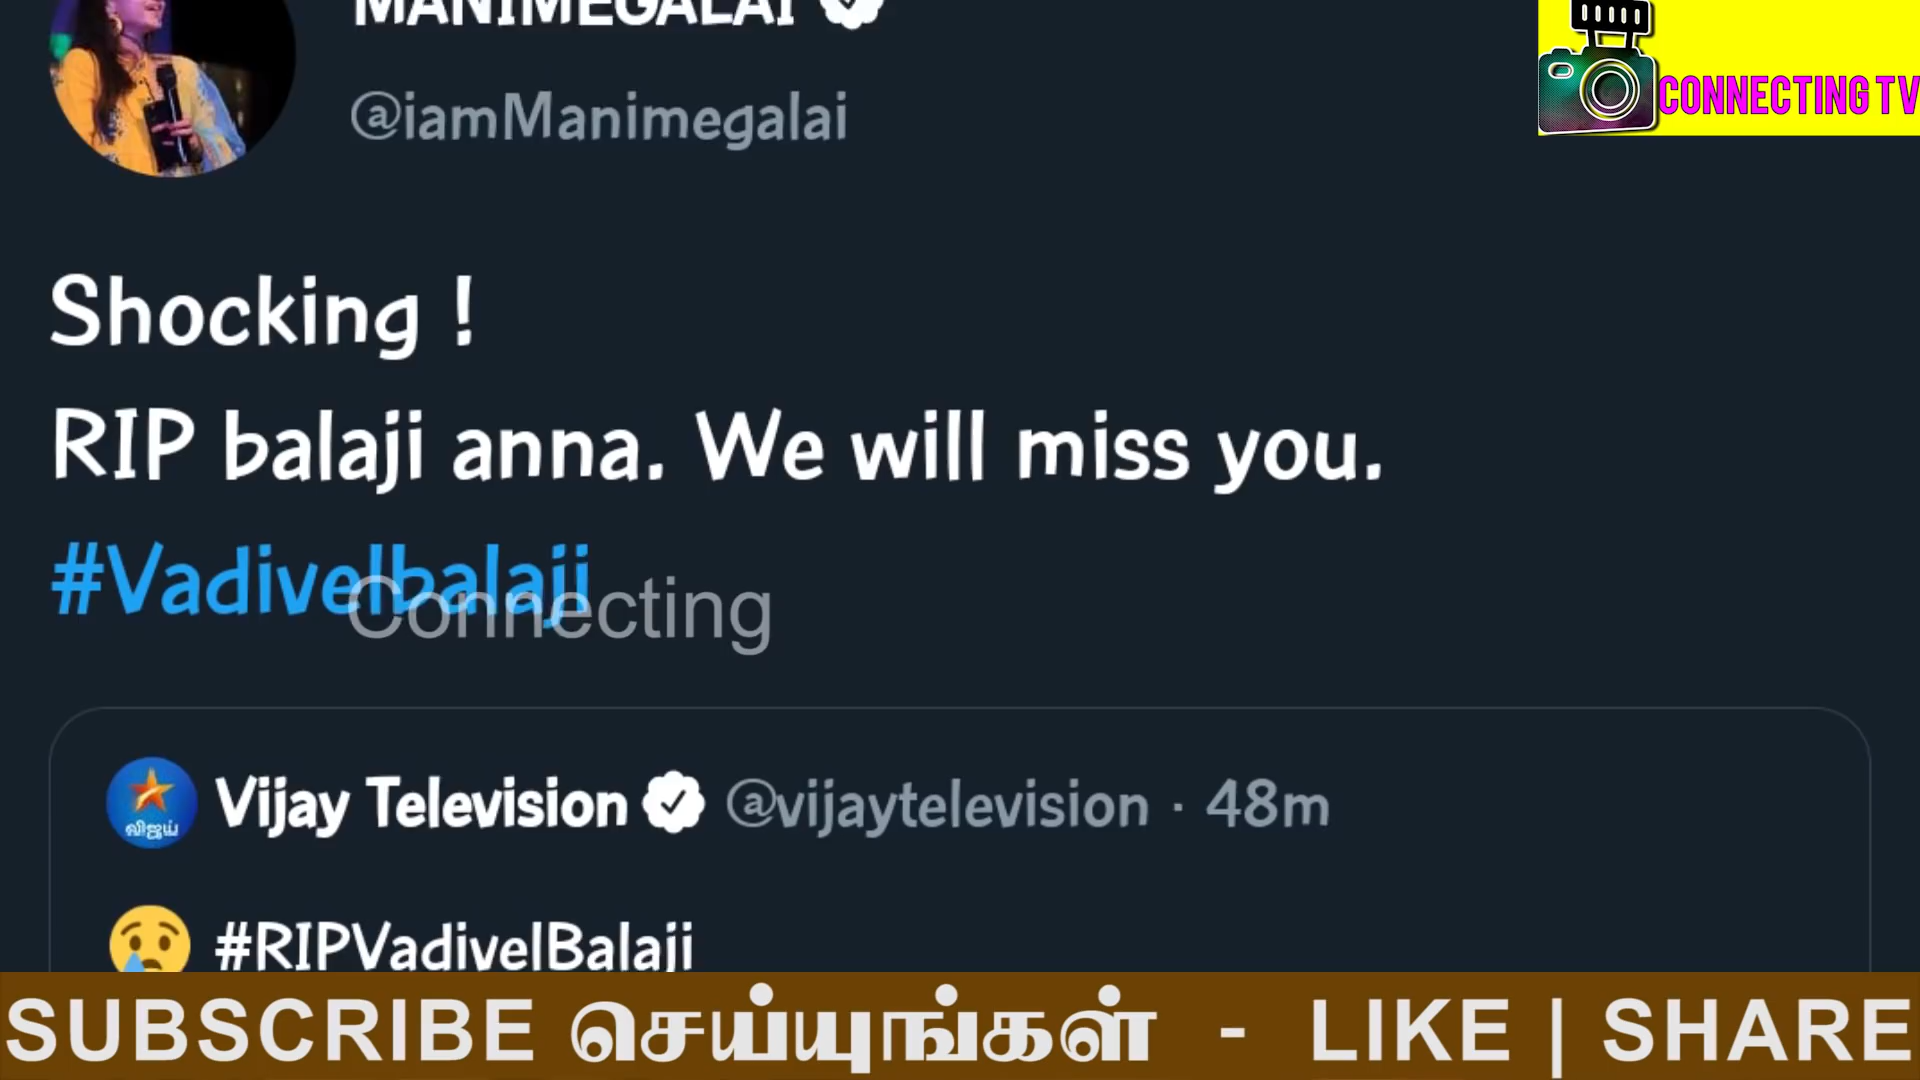 MANIMEGALAI
CONNECTING TV
@iamManimegalai
Shocking !
RIP balaji anna. We will miss you.
#Vadivelbalaji
Connecting
விஜய்
Vijay Television @vijaytelevision · 48m
#RIPVadivelBalaji
SUBSCRIBE செய்யுங்கள் - LIKE | SHARE